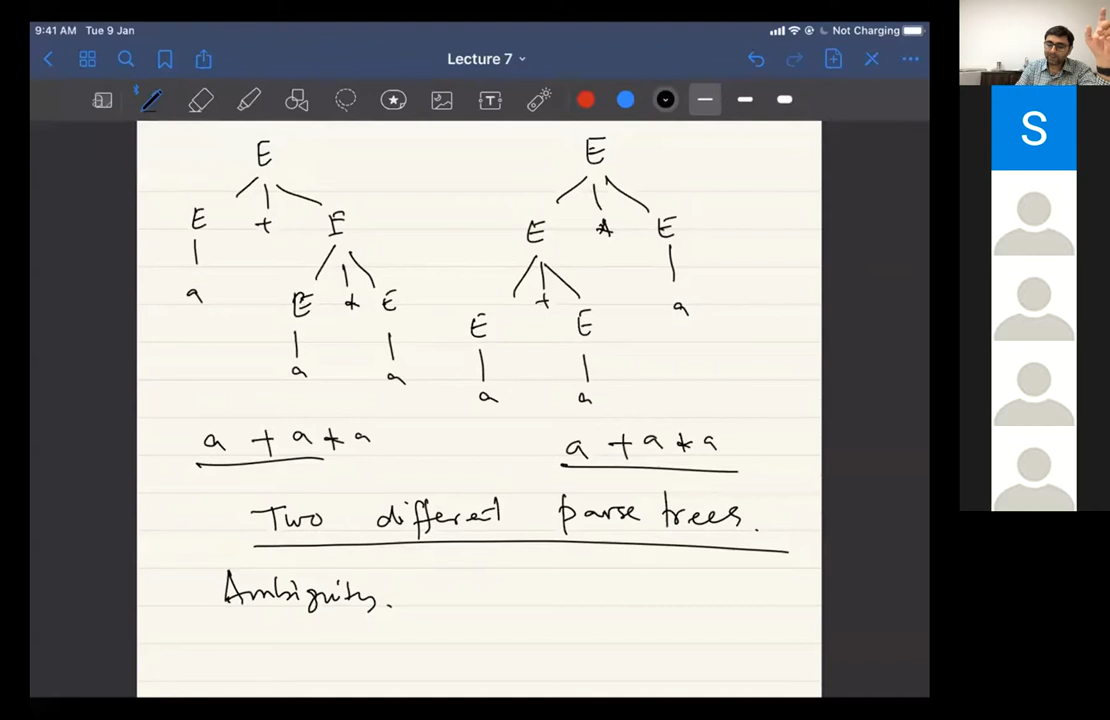 9:41 AM Tue 9 Jan
Not Charging
Lecture 7
T
E E
E + E
E * E
a
E * E
+
a
E E
a a
a a
a + a * a
a + a * a
Two different parse trees.
Ambiguity.
S